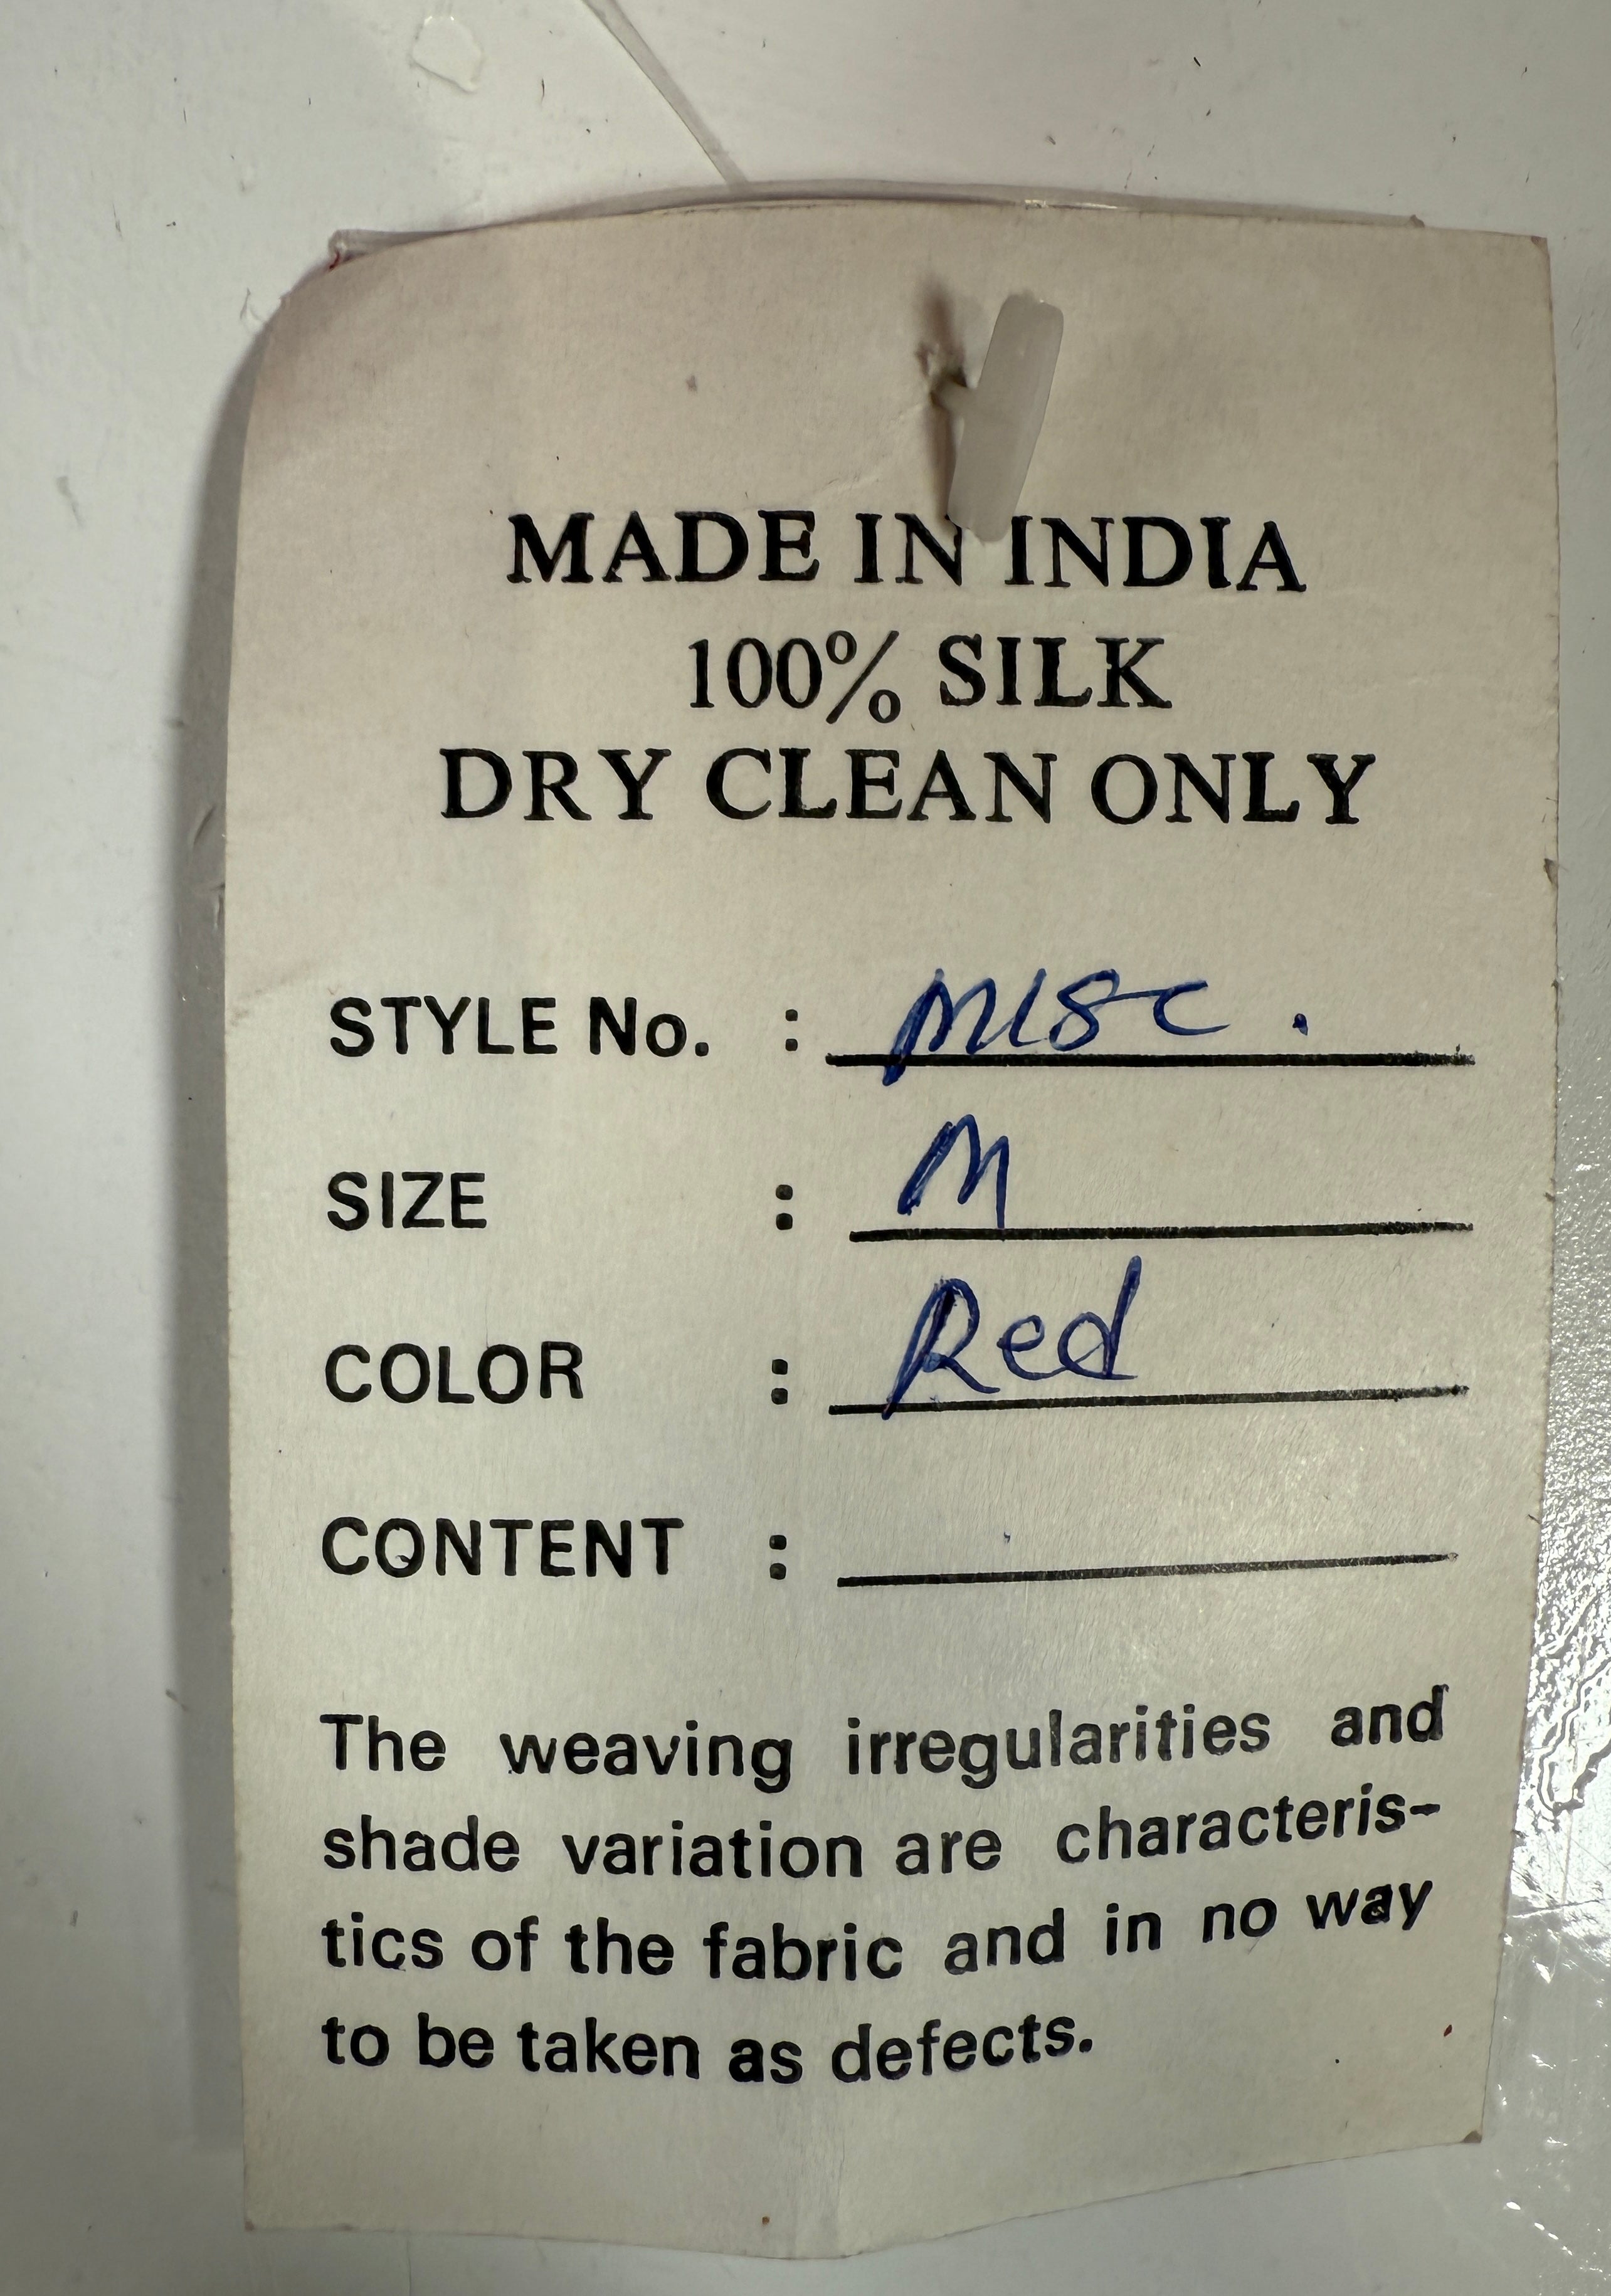 MADE IN INDIA
100% SILK
DRY CLEAN ONLY
STYLE No. : Misc.
SIZE : M
COLOR : Red
CONTENT :
The weaving irregularities and
shade variation are characteris-
tics of the fabric and in no way
to be taken as defects.